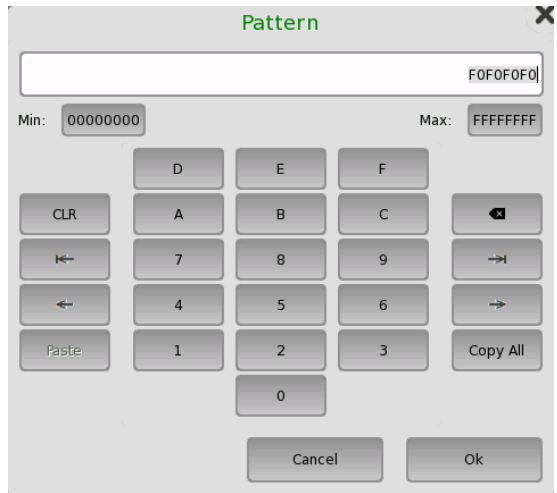 Pattern
F0F0F0F0
Min: 00000000 Max: FFFFFFFF
D E F
CLR A B C
7 8 9
4 5 6
Paste 1 2 3 Copy All
0
Cancel Ok